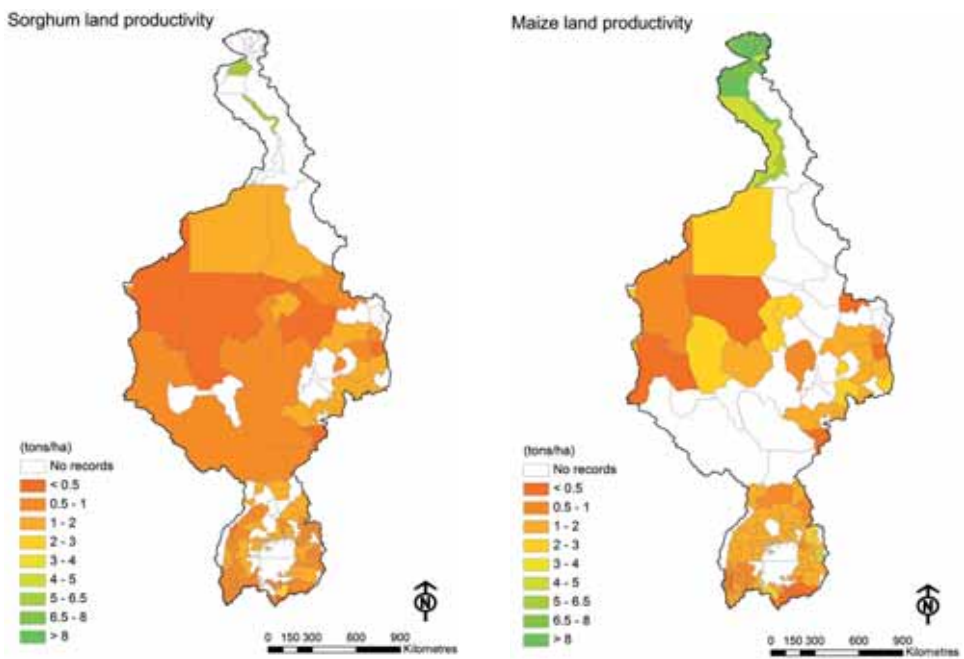 Sorghum land productivity
(tons/ha)
No records
< 0.5
0.5 - 1
1 - 2
2 - 3
3 - 4
4 - 5
5 - 6.5
6.5 - 8
> 8
N
0 150 300 600 900
Kilometres
Maize land productivity
(tons/ha)
No records
< 0.5
0.5 - 1
1 - 2
2 - 3
3 - 4
4 - 5
5 - 6.5
6.5 - 8
> 8
N
0 150 300 600 900
Kilometres